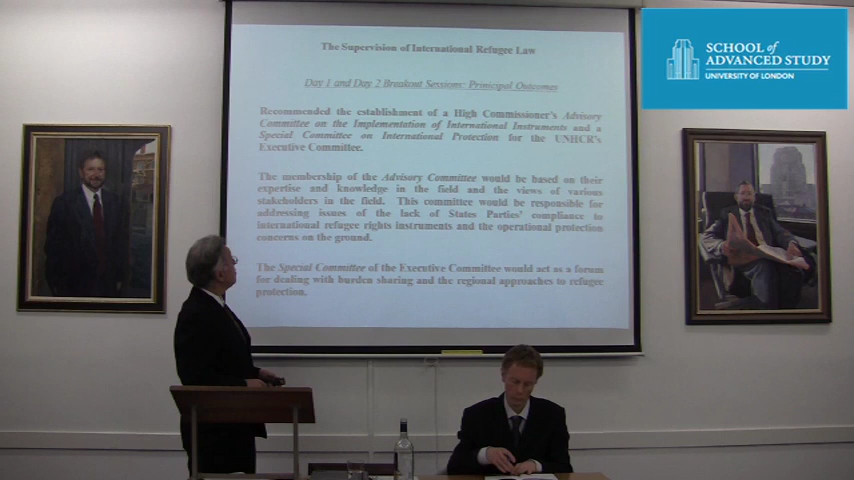 SCHOOL of
ADVANCED STUDY
UNIVERSITY OF LONDON
The Supervision of International Refugee Law
Day 1 and Day 2 Breakout Sessions: Prinicipal Outcomes
Recommended the establishment of a High Commissioner's Advisory
Committee on the Implementation of International Instruments and a
Special Committee on International Protection for the UNHCR's
Executive Committee.
The membership of the Advisory Committee would be based on their
expertise and knowledge in the field and the views of various
stakeholders in the field. This committee would be responsible for
addressing issues of the lack of States Parties' compliance to
international refugee rights instruments and the operational protection
concerns on the ground.
The Special Committee of the Executive Committee would act as a forum
for dealing with burden sharing and the regional approaches to refugee
protection.